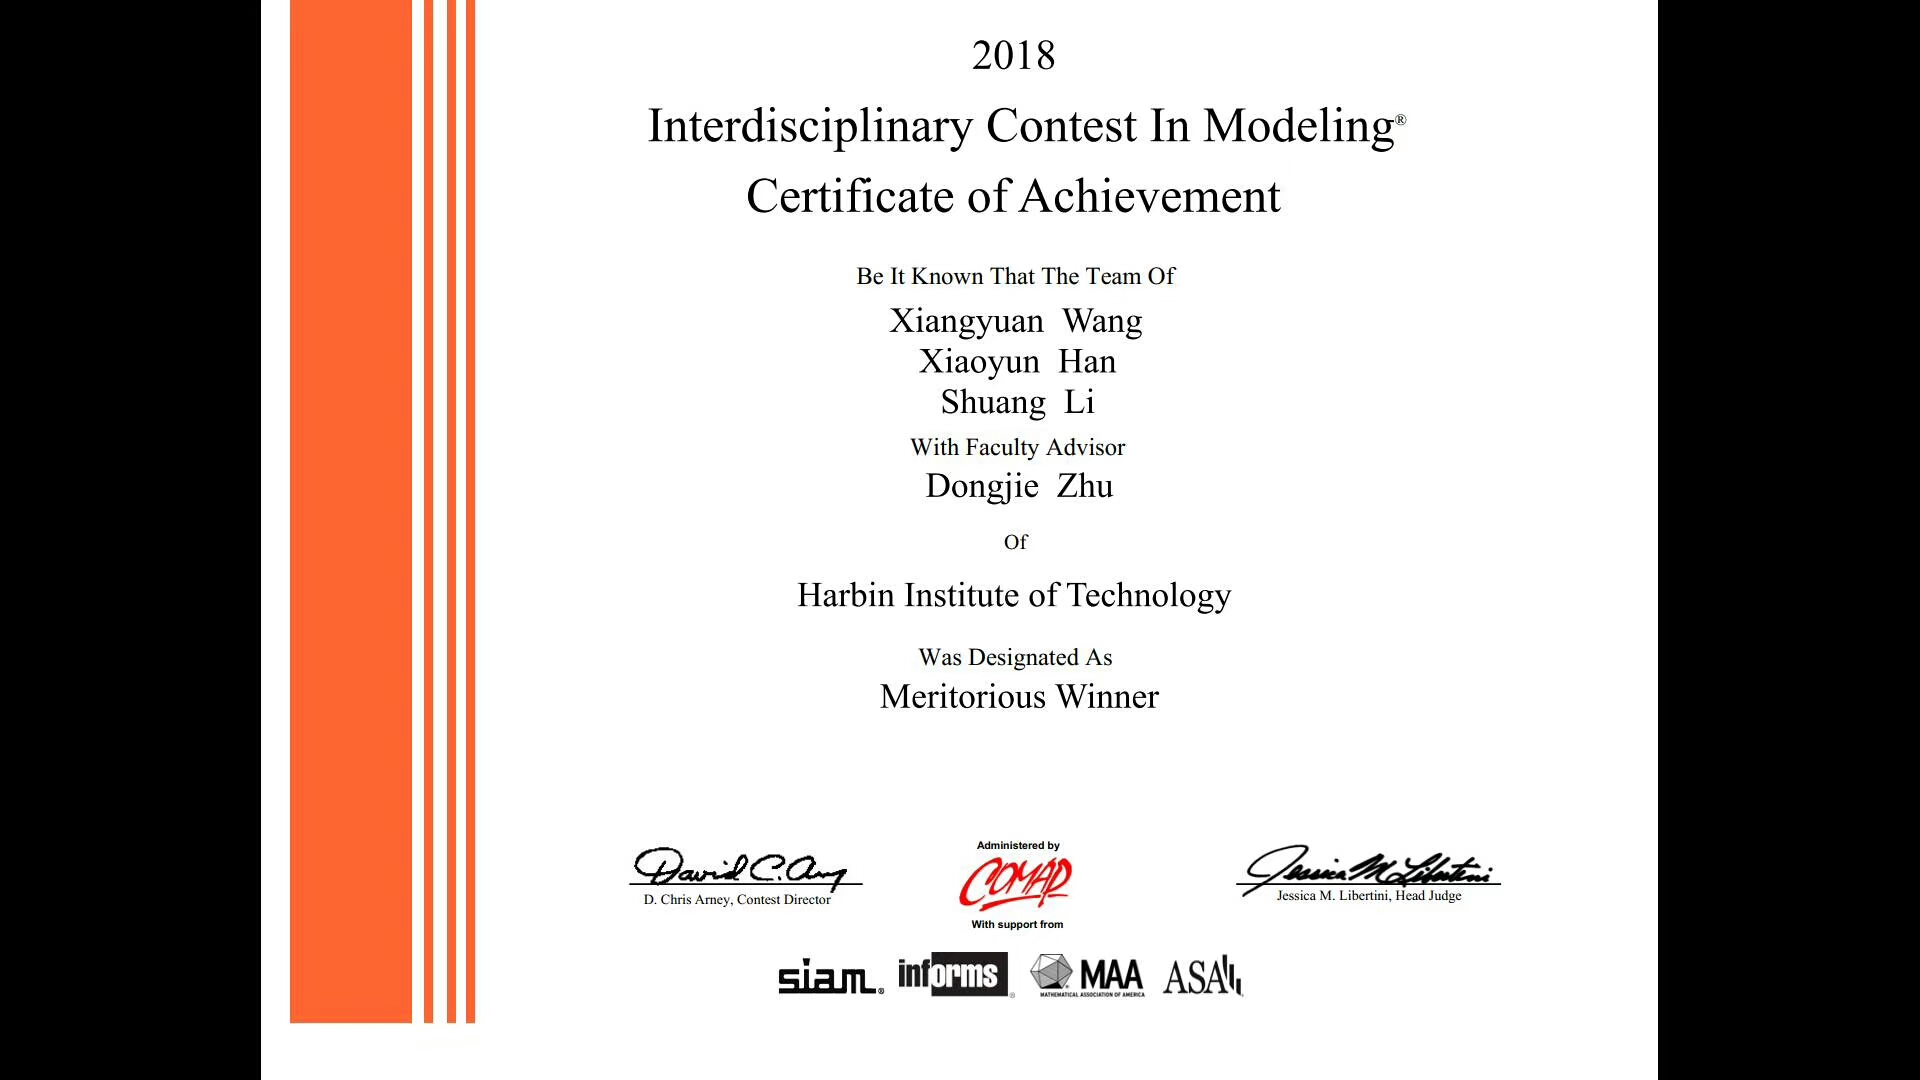 2018
Interdisciplinary Contest In Modeling®
Certificate of Achievement
Be It Known That The Team Of
Xiangyuan Wang
Xiaoyun Han
Shuang Li
With Faculty Advisor
Dongjie Zhu
Of
Harbin Institute of Technology
Was Designated As
Meritorious Winner
David C. Arney
D. Chris Arney, Contest Director
Administered by
COMAP
With support from
Jessica M Libertini
Jessica M. Libertini, Head Judge
siam®
informs®
MAA
MATHEMATICAL ASSOCIATION OF AMERICA
ASA